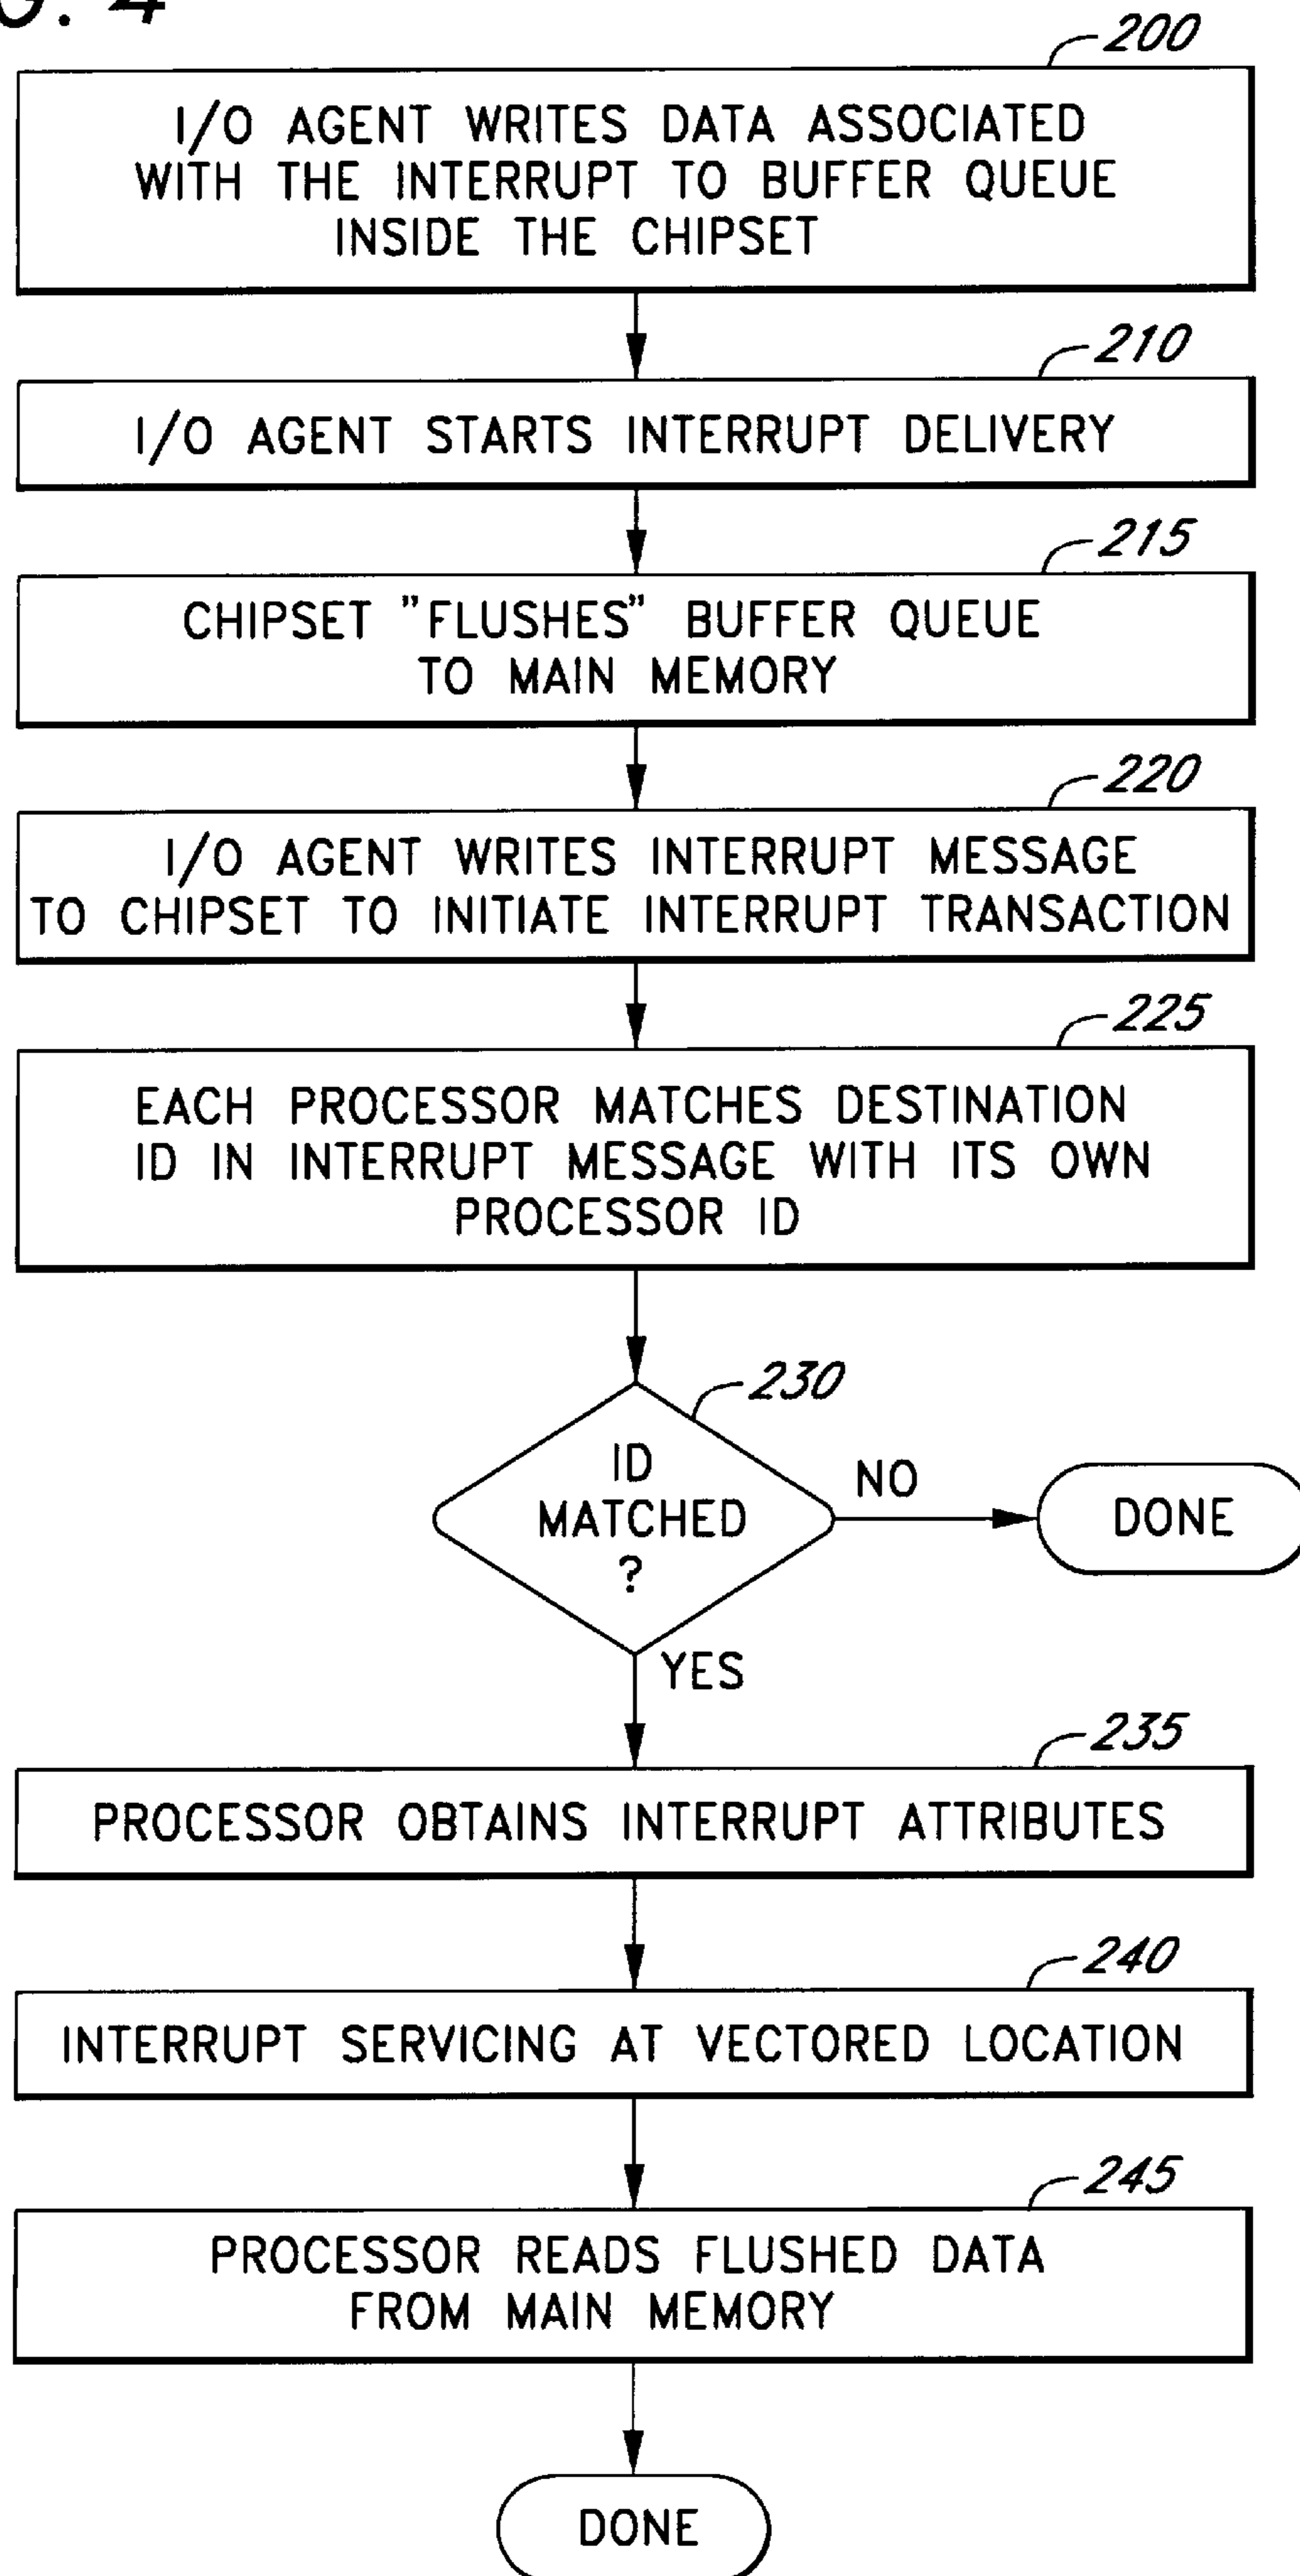 200
I/O AGENT WRITES DATA ASSOCIATED
WITH THE INTERRUPT TO BUFFER QUEUE
INSIDE THE CHIPSET
210
I/O AGENT STARTS INTERRUPT DELIVERY
215
CHIPSET "FLUSHES" BUFFER QUEUE
TO MAIN MEMORY
220
I/O AGENT WRITES INTERRUPT MESSAGE
TO CHIPSET TO INITIATE INTERRUPT TRANSACTION
225
EACH PROCESSOR MATCHES DESTINATION
ID IN INTERRUPT MESSAGE WITH ITS OWN
PROCESSOR ID
230
ID
MATCHED
?
NO
DONE
YES
235
PROCESSOR OBTAINS INTERRUPT ATTRIBUTES
240
INTERRUPT SERVICING AT VECTORED LOCATION
245
PROCESSOR READS FLUSHED DATA
FROM MAIN MEMORY
DONE